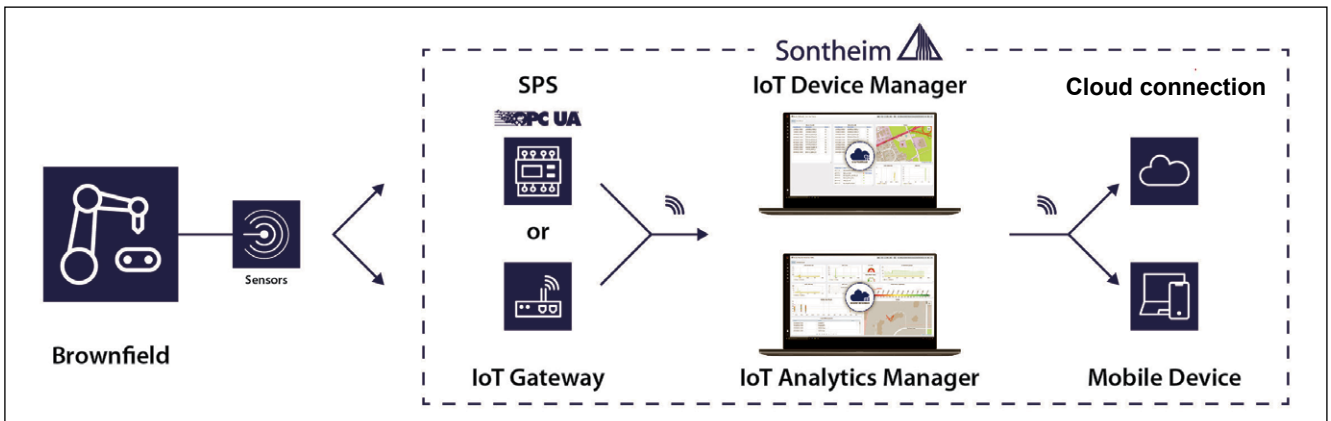 Sontheim
SPS
OPC UA
IoT Device Manager
Cloud connection
or
Sensors
Brownfield
IoT Gateway
IoT Analytics Manager
Mobile Device